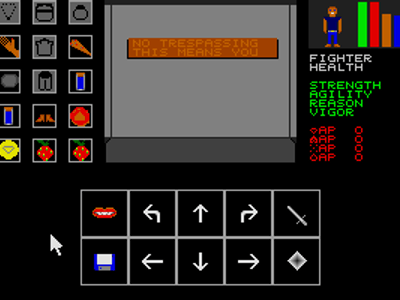 NO TRESPASSING
THIS MEANS YOU
FIGHTER
HEALTH
STRENGTH
AGILITY
REASON
VIGOR
AP 0
AP 0
AP 0
AP 0